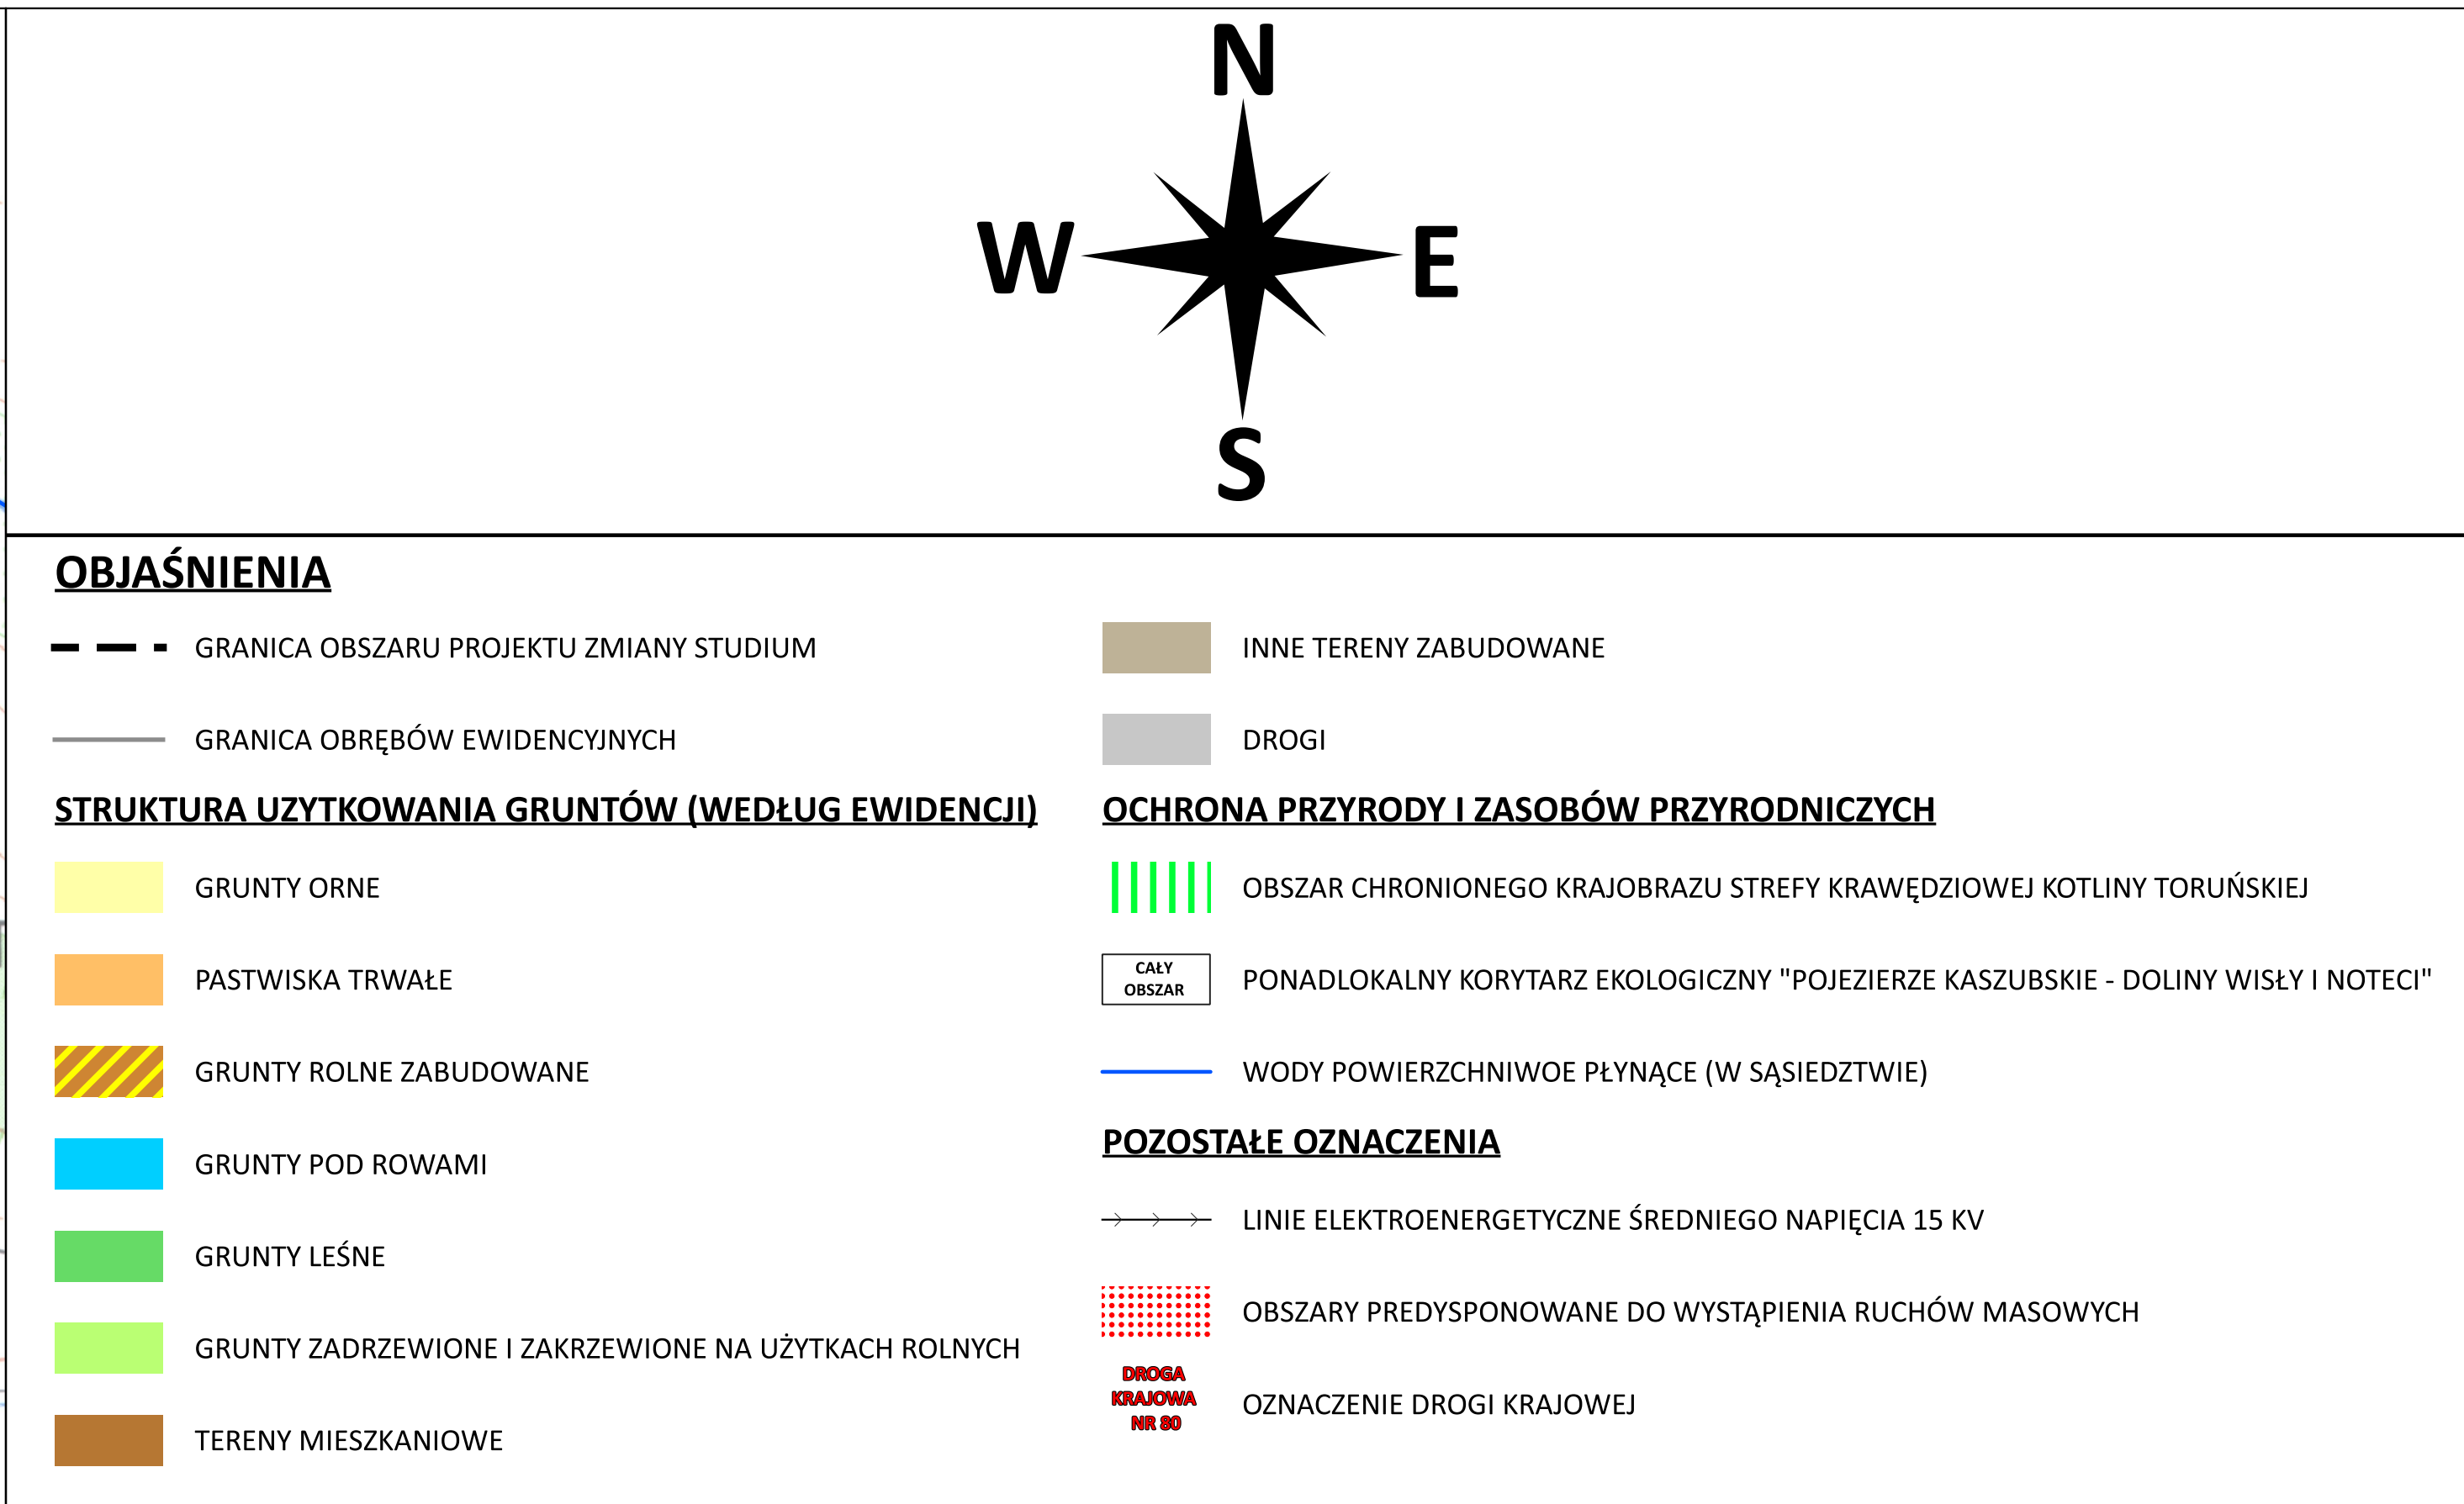 N
W
E
S
OBJAŚNIENIA
GRANICA OBSZARU PROJEKTU ZMIANY STUDIUM
GRANICA OBRĘBÓW EWIDENCYJNYCH
STRUKTURA UZYTKOWANIA GRUNTÓW (WEDŁUG EWIDENCJI)
GRUNTY ORNE
PASTWISKA TRWAŁE
GRUNTY ROLNE ZABUDOWANE
GRUNTY POD ROWAMI
GRUNTY LEŚNE
GRUNTY ZADRZEWIONE I ZAKRZEWIONE NA UŻYTKACH ROLNYCH
TERENY MIESZKANIOWE
INNE TERENY ZABUDOWANE
DROGI
OCHRONA PRZYRODY I ZASOBÓW PRZYRODNICZYCH
OBSZAR CHRONIONEGO KRAJOBRAZU STREFY KRAWĘDZIOWEJ KOTLINY TORUŃSKIEJ
CAŁY
OBSZAR
PONADLOKALNY KORYTARZ EKOLOGICZNY "POJEZIERZE KASZUBSKIE - DOLINY WISŁY I NOTECI"
WODY POWIERZCHNIWOE PŁYNĄCE (W SĄSIEDZTWIE)
POZOSTAŁE OZNACZENIA
LINIE ELEKTROENERGETYCZNE ŚREDNIEGO NAPIĘCIA 15 KV
OBSZARY PREDYSPONOWANE DO WYSTĄPIENIA RUCHÓW MASOWYCH
DROGA
KRAJOWA
NR 80
OZNACZENIE DROGI KRAJOWEJ